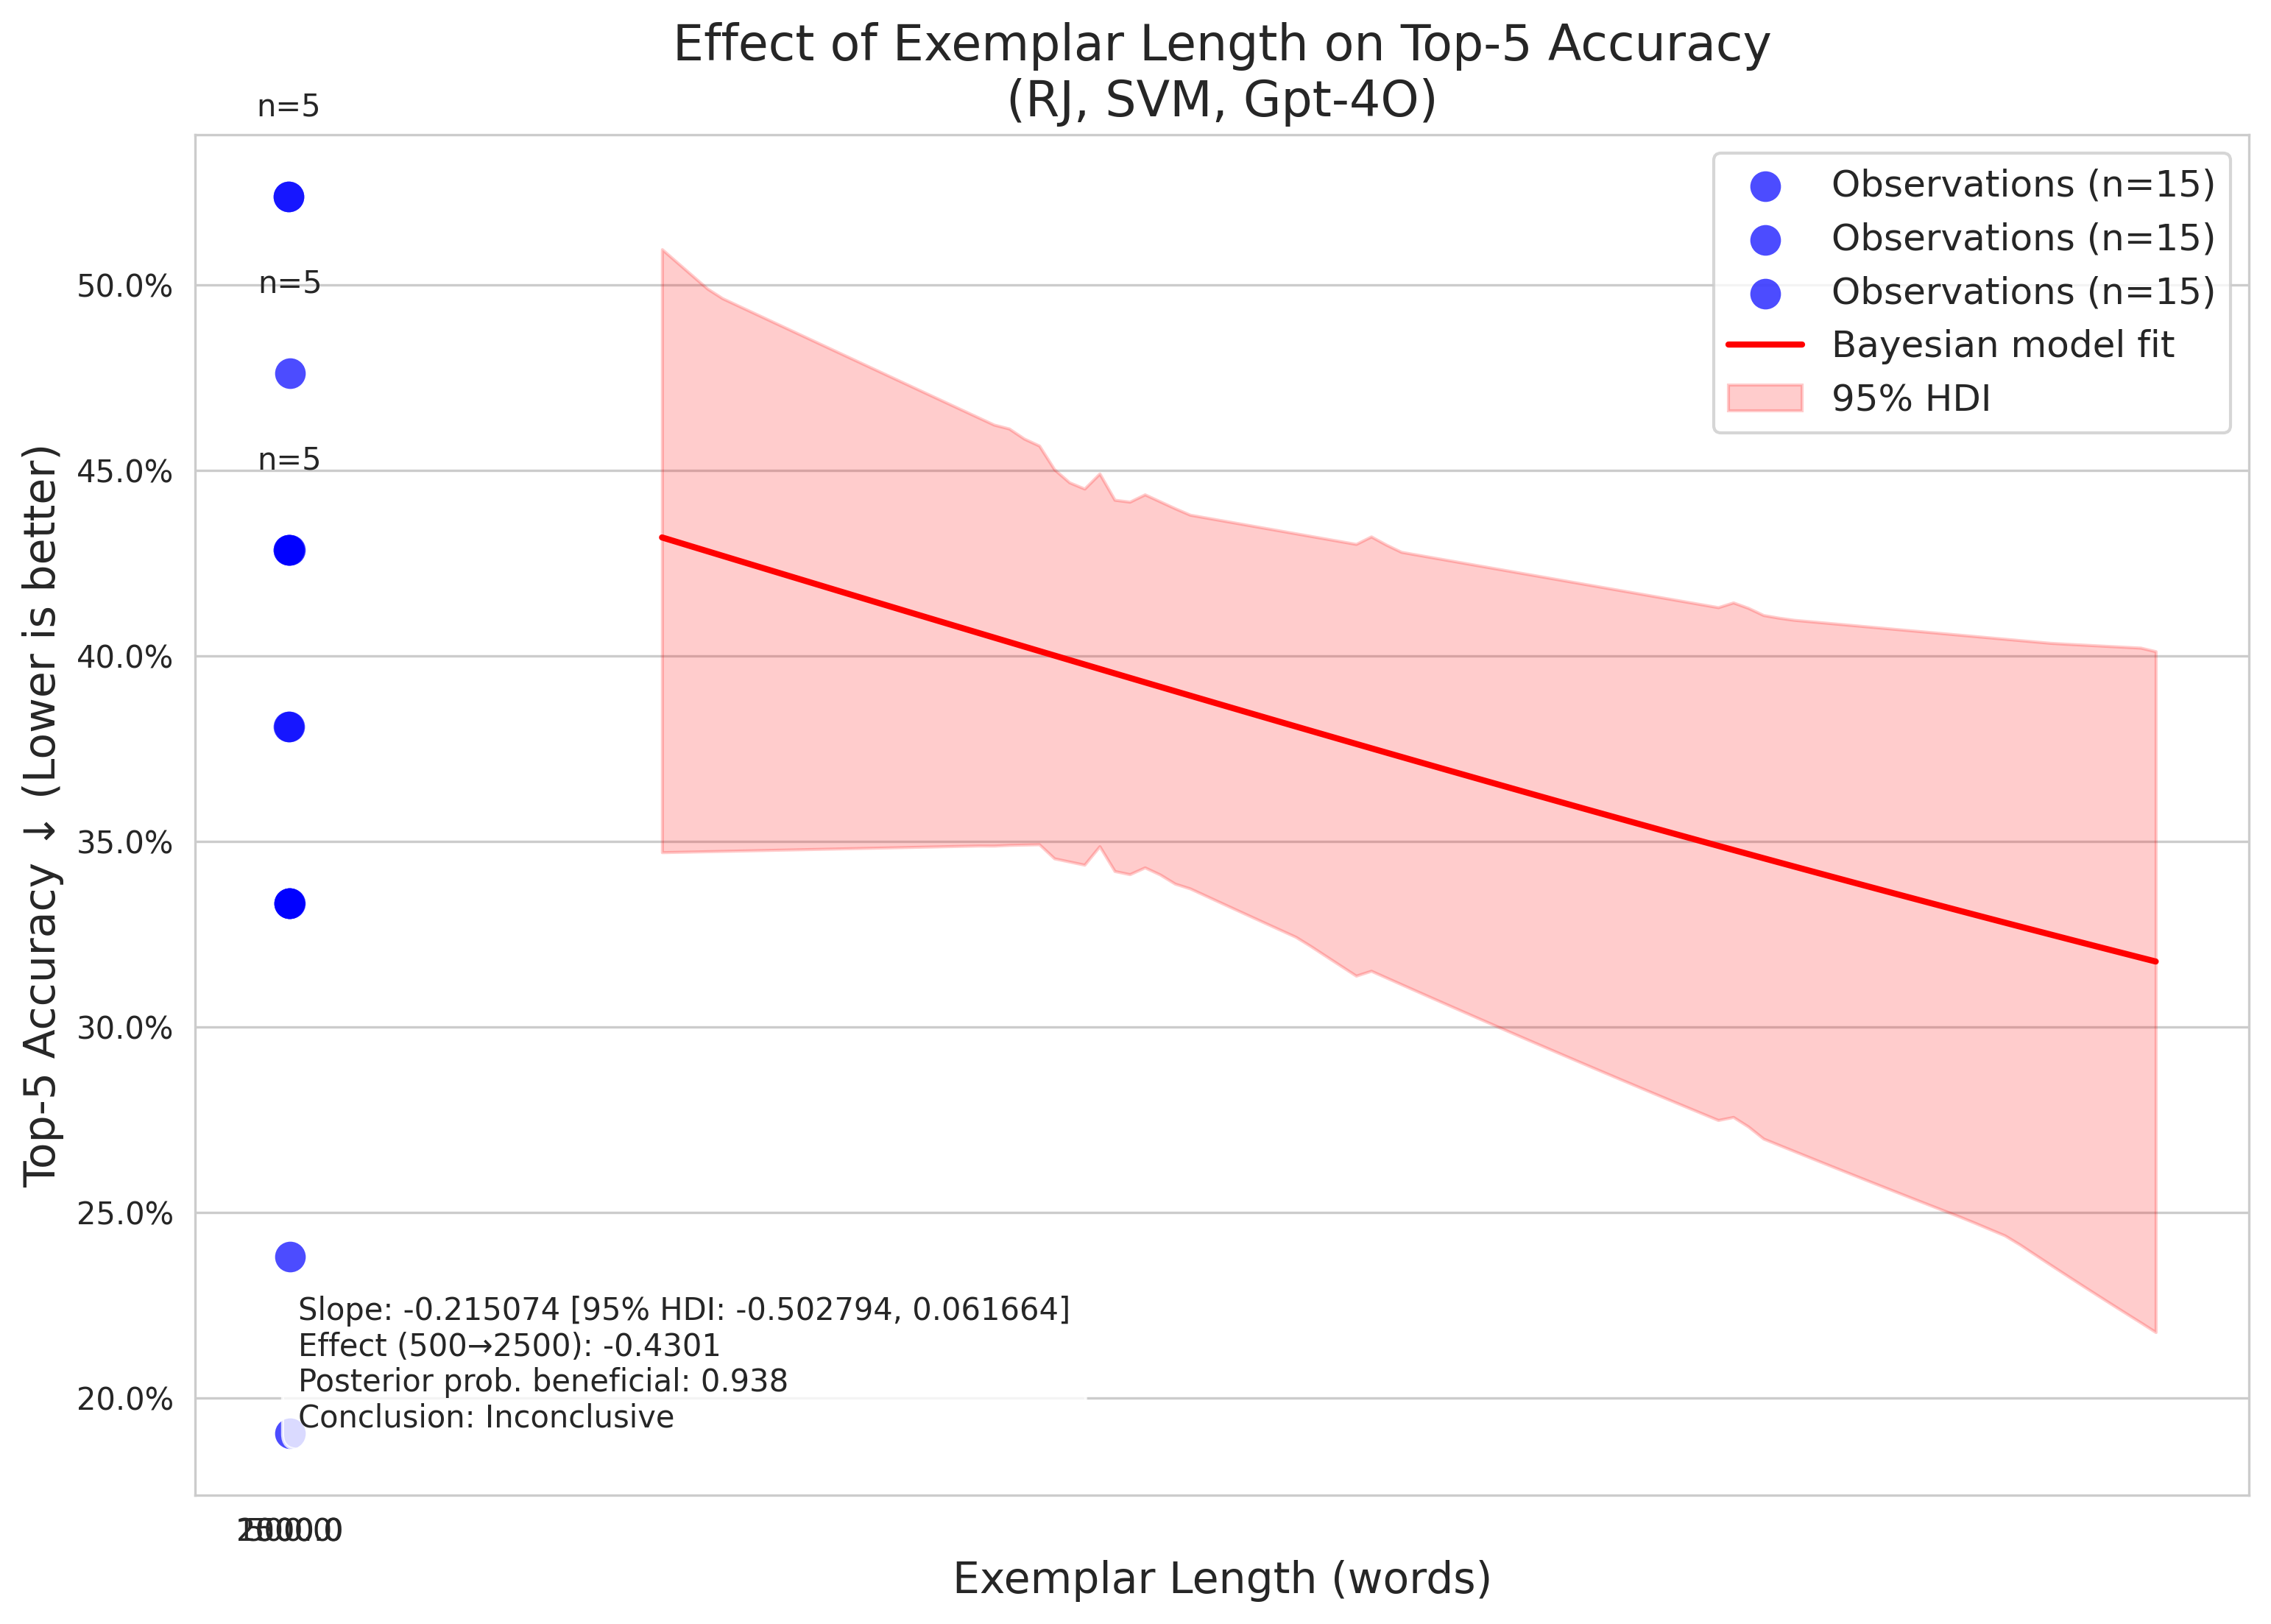 Effect of Exemplar Length on Top-5 Accuracy
(RJ, SVM, Gpt-4O)
n=5
n=5
n=5
Observations (n=15)
Observations (n=15)
Observations (n=15)
Bayesian model fit
95% HDI
Top-5 Accuracy ↓ (Lower is better)
50.0%
45.0%
40.0%
35.0%
30.0%
25.0%
20.0%
Slope: -0.215074 [95% HDI: -0.502794, 0.061664]
Effect (500→2500): -0.4301
Posterior prob. beneficial: 0.938
Conclusion: Inconclusive
Exemplar Length (words)